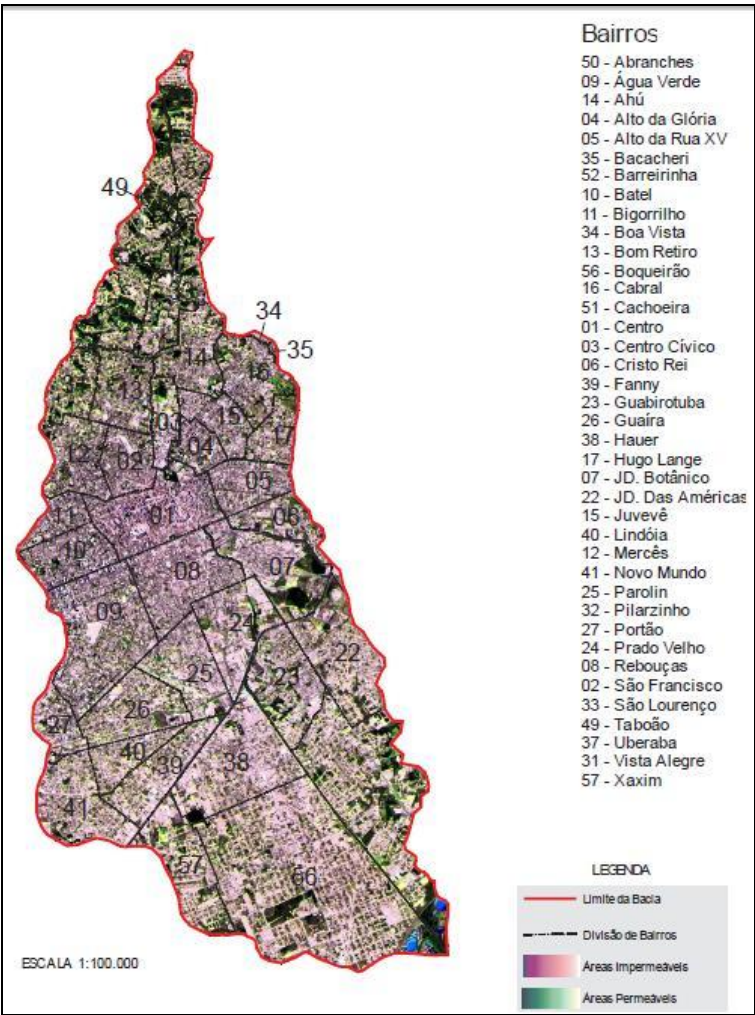 Bairros
50 - Abranches
09 - Água Verde
14 - Ahú
04 - Alto da Glória
05 - Alto da Rua XV
35 - Bacacheri
52 - Barreirinha
10 - Batel
11 - Bigorrilho
34 - Boa Vista
13 - Bom Retiro
56 - Boqueirão
16 - Cabral
51 - Cachoeira
01 - Centro
03 - Centro Cívico
06 - Cristo Rei
39 - Fanny
23 - Guabirotuba
26 - Guaíra
38 - Hauer
17 - Hugo Lange
07 - JD. Botânico
22 - JD. Das Américas
15 - Juvevê
40 - Lindóia
12 - Mercês
41 - Novo Mundo
25 - Parolin
32 - Pilarzinho
27 - Portão
24 - Prado Velho
08 - Rebouças
02 - São Francisco
33 - São Lourenço
49 - Taboão
37 - Uberaba
31 - Vista Alegre
57 - Xaxim
52
49
34
35
14
16
13
15
03
04
17
12
02
05
11
01
06
10
08
07
09
24
22
25
23
26
27
40
39
38
41
37
57
56
LEGENDA
Limite da Bacia
Divisão de Bairros
Áreas Impermeáveis
Áreas Permeáveis
ESCALA 1:100.000